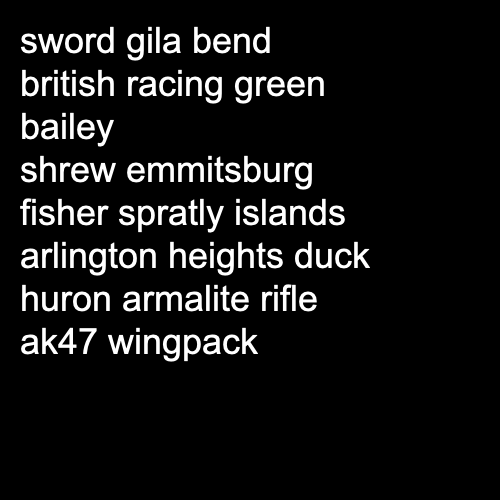 sword gila bend
british racing green
bailey
shrew emmitsburg
fisher spratly islands
arlington heights duck
huron armalite rifle
ak47 wingpack